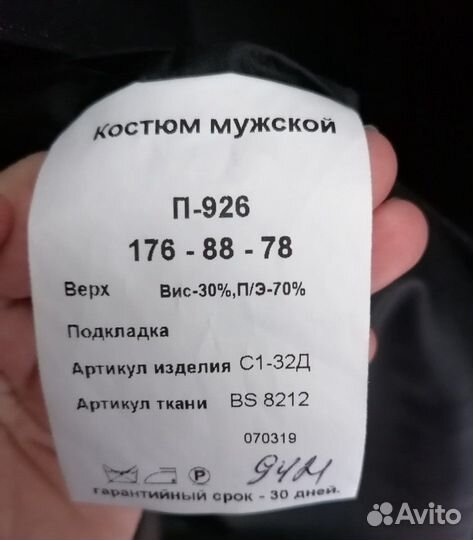 Костюм мужской
П-926
176 - 88 - 78
Верх Вис-30%,П/Э-70%
Подкладка
Артикул изделия С1-32Д
Артикул ткани BS 8212
070319
P
гарантийный срок - 30 дней.
Avito